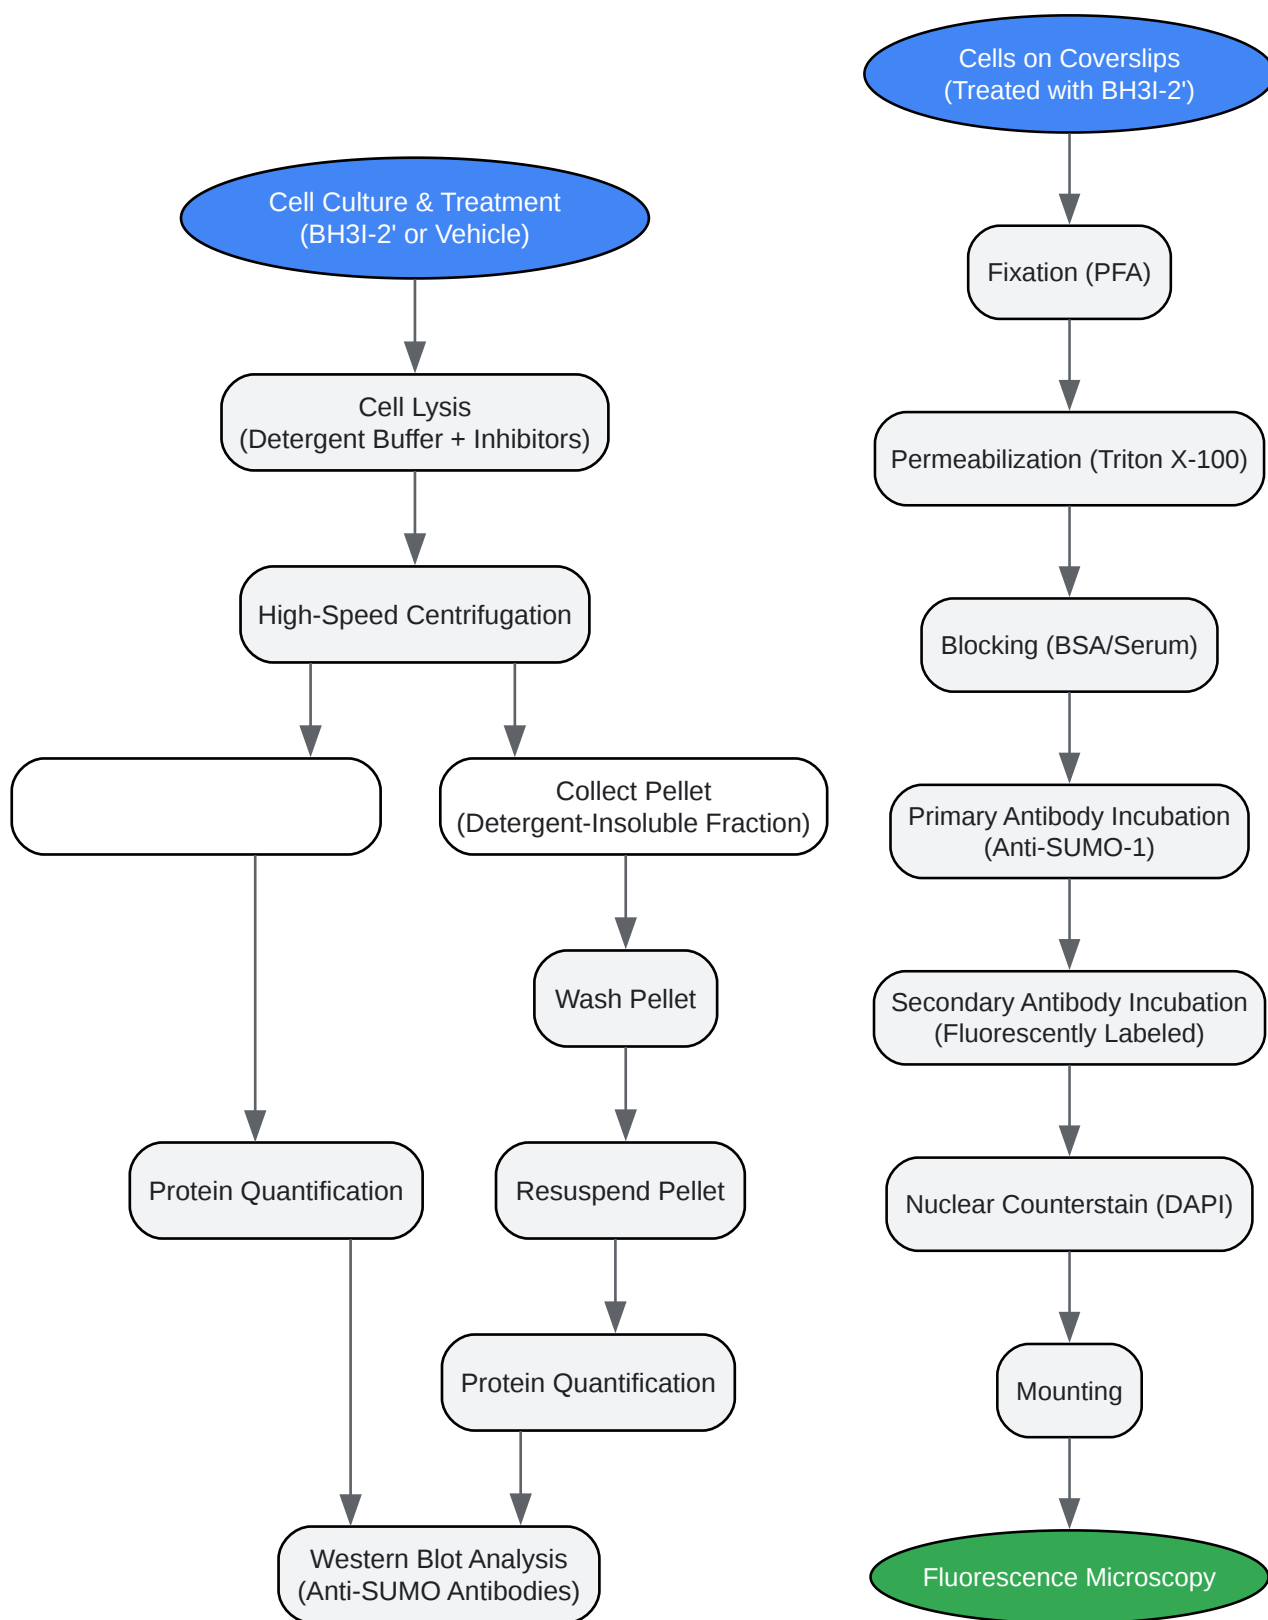 Cell Culture & Treatment
(BH3I-2' or Vehicle)
Cell Lysis
(Detergent Buffer + Inhibitors)
High-Speed Centrifugation
Collect Pellet
(Detergent-Insoluble Fraction)
Wash Pellet
Protein Quantification
Resuspend Pellet
Protein Quantification
Western Blot Analysis
(Anti-SUMO Antibodies)
Cells on Coverslips
(Treated with BH3I-2')
Fixation (PFA)
Permeabilization (Triton X-100)
Blocking (BSA/Serum)
Primary Antibody Incubation
(Anti-SUMO-1)
Secondary Antibody Incubation
(Fluorescently Labeled)
Nuclear Counterstain (DAPI)
Mounting
Fluorescence Microscopy